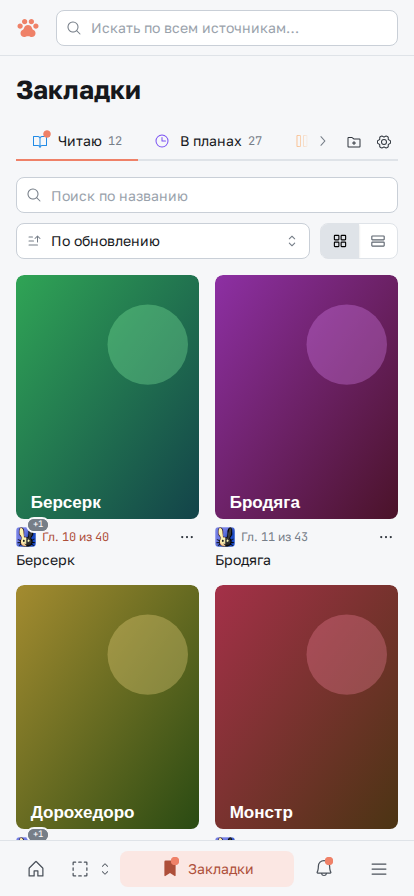 Искать по всем источникам...
Закладки
Читаю 12
В планах 27
Поиск по названию
По обновлению
Берсерк
Бродяга
+1
Гл. 10 из 40
Гл. 11 из 43
Берсерк
Бродяга
Дорохедоро
Монстр
+1
Закладки